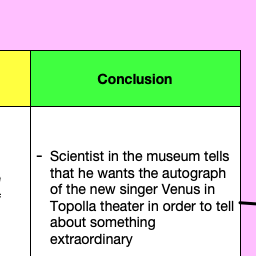 Conclusion
- Scientist in the museum tells
that he wants the autograph
of the new singer Venus in
Topolla theater in order to tell
about something
extraordinary